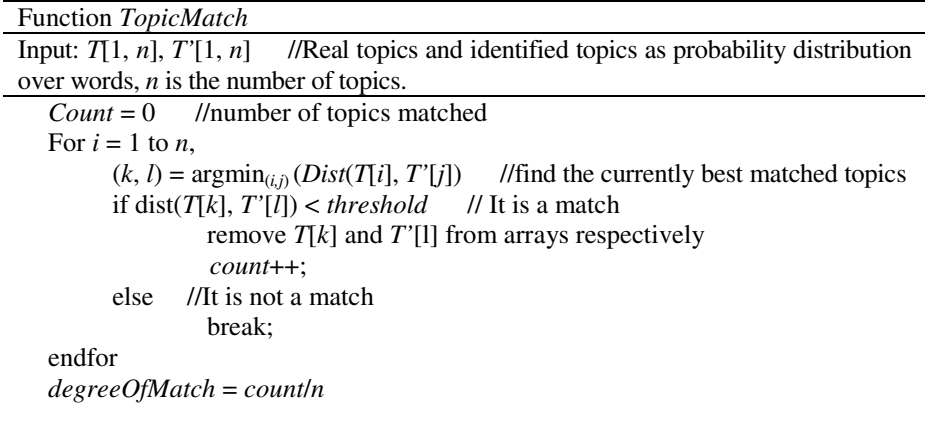 Function TopicMatch
Input: T[1, n], T’[1, n] //Real topics and identified topics as probability distribution
over words, n is the number of topics.
Count = 0 //number of topics matched
For i = 1 to n,
(k, l) = argmin(i,j) (Dist(T[i], T’[j]) //find the currently best matched topics
if dist(T[k], T’[l]) < threshold // It is a match
remove T[k] and T’[l] from arrays respectively
count++;
else //It is not a match
break;
endfor
degreeOfMatch = count/n